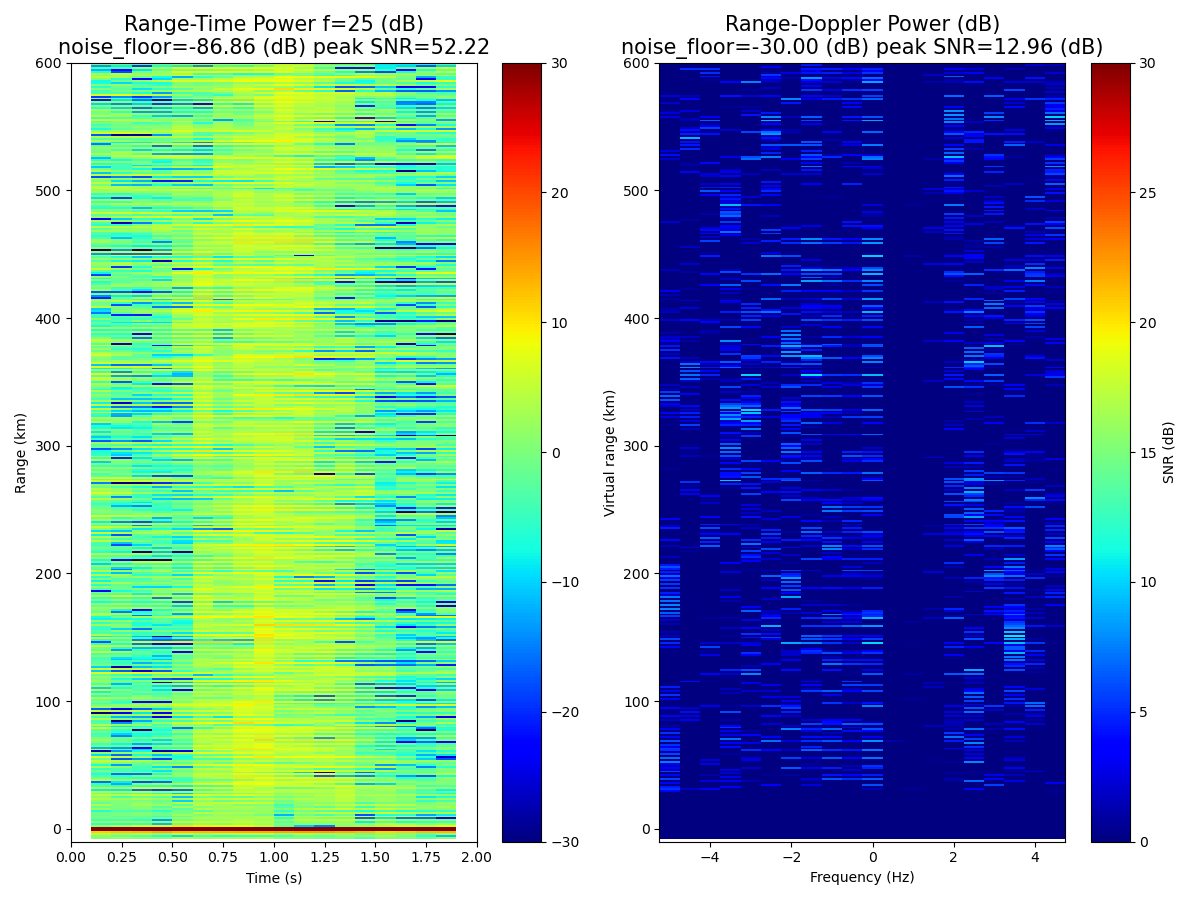 Range-Time Power f=25 (dB)
noise_floor=-86.86 (dB) peak SNR=52.22
600
500
400
300
200
100
0
Range (km)
0.00 0.25 0.50 0.75 1.00 1.25 1.50 1.75 2.00
Time (s)
30
20
10
0
−10
−20
−30
Range-Doppler Power (dB)
noise_floor=-30.00 (dB) peak SNR=12.96 (dB)
600
500
400
300
200
100
0
Virtual range (km)
−4 −2 0 2 4
Frequency (Hz)
30
25
20
15
10
5
0
SNR (dB)